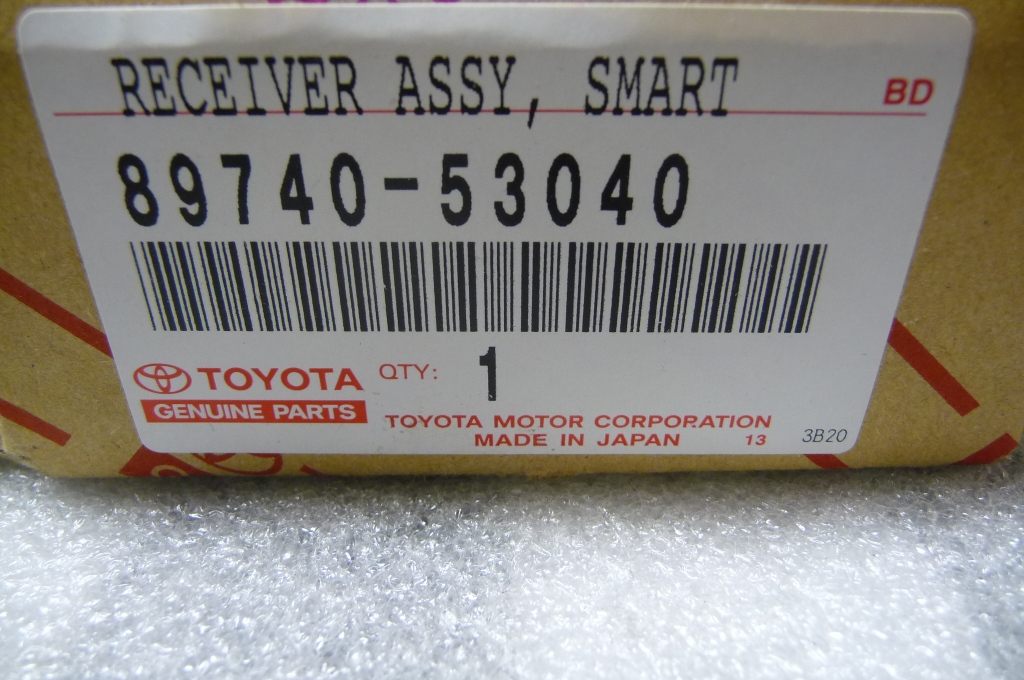 RECEIVER ASSY, SMART
BD
89740-53040
TOYOTA
GENUINE PARTS
QTY: 1
TOYOTA MOTOR CORPORATION
MADE IN JAPAN 13 3B20